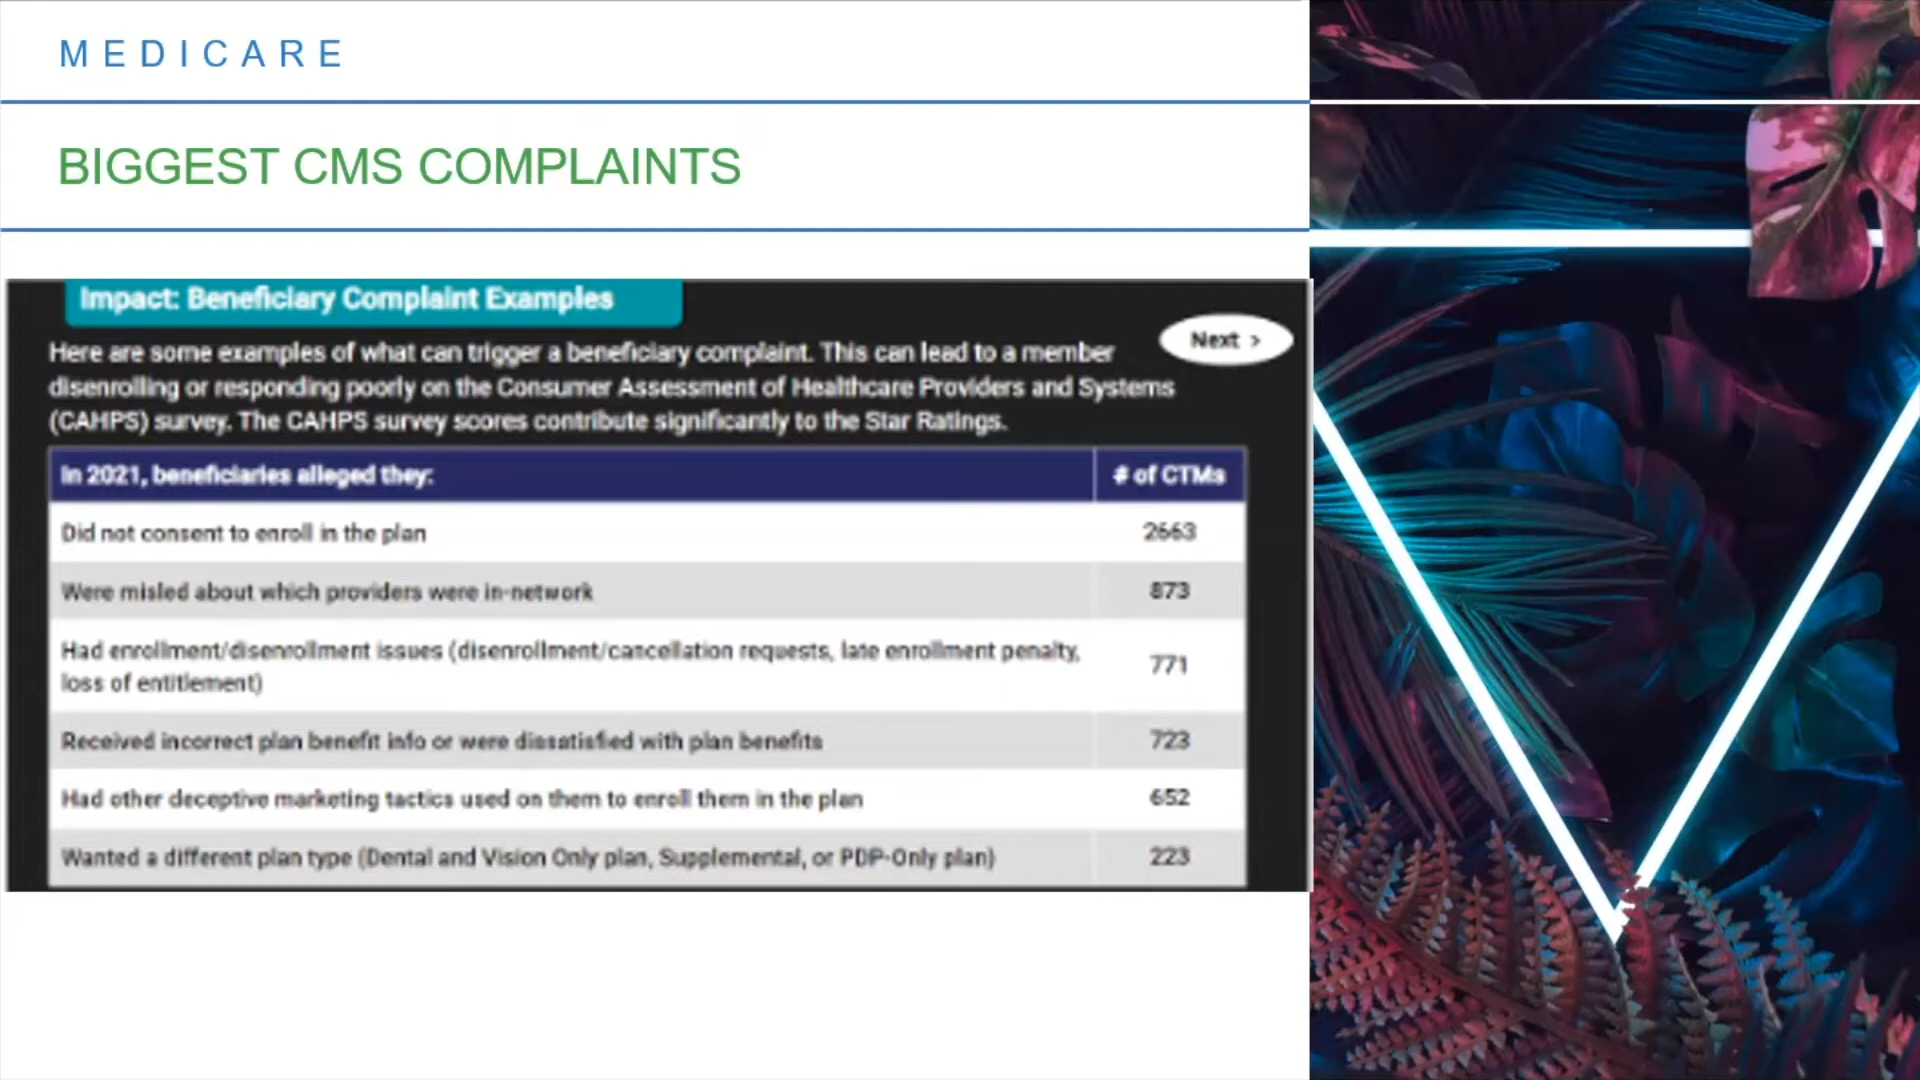 MEDICARE
BIGGEST CMS COMPLAINTS
Impact: Beneficiary Complaint Examples
Next >
Here are some examples of what can trigger a beneficiary complaint. This can lead to a member
disenrolling or responding poorly on the Consumer Assessment of Healthcare Providers and Systems
(CAHPS) survey. The CAHPS survey scores contribute significantly to the Star Ratings.
In 2021, beneficiaries alleged they: # of CTMs
Did not consent to enroll in the plan 2663
Were misled about which providers were in-network 873
Had enrollment/disenrollment issues (disenrollment/cancellation requests, late enrollment penalty,
loss of entitlement) 771
Received incorrect plan benefit info or were dissatisfied with plan benefits 723
Had other deceptive marketing tactics used on them to enroll them in the plan 652
Wanted a different plan type (Dental and Vision Only plan, Supplemental, or PDP-Only plan) 223